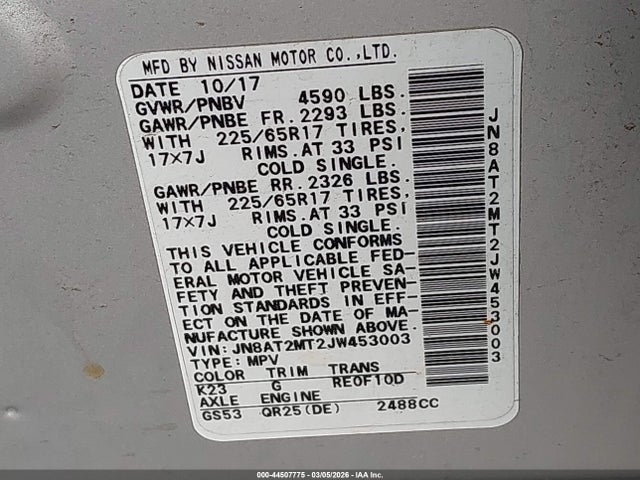 MFD BY NISSAN MOTOR CO.,LTD.
DATE 10/17
GVWR/PNBV 4590 LBS.
GAWR/PNBE FR. 2293 LBS.
WITH 225/65R17 TIRES,
17X7J RIMS.AT 33 PSI
COLD SINGLE.
GAWR/PNBE RR. 2326 LBS.
WITH 225/65R17 TIRES,
17X7J RIMS.AT 33 PSI
COLD SINGLE.
THIS VEHICLE CONFORMS
TO ALL APPLICABLE FED-
ERAL MOTOR VEHICLE SA-
FETY AND THEFT PREVEN-
TION STANDARDS IN EFF-
ECT ON THE DATE OF MA-
NUFACTURE SHOWN ABOVE.
VIN: JN8AT2MT2JW453003
TYPE: MPV
COLOR TRIM TRANS
K23 G RE0F10D
AXLE ENGINE
GS53 QR25(DE) 2488CC
JN8AT2MT2JW453003
000-44507775 - 03/05/2026 - IAA Inc.